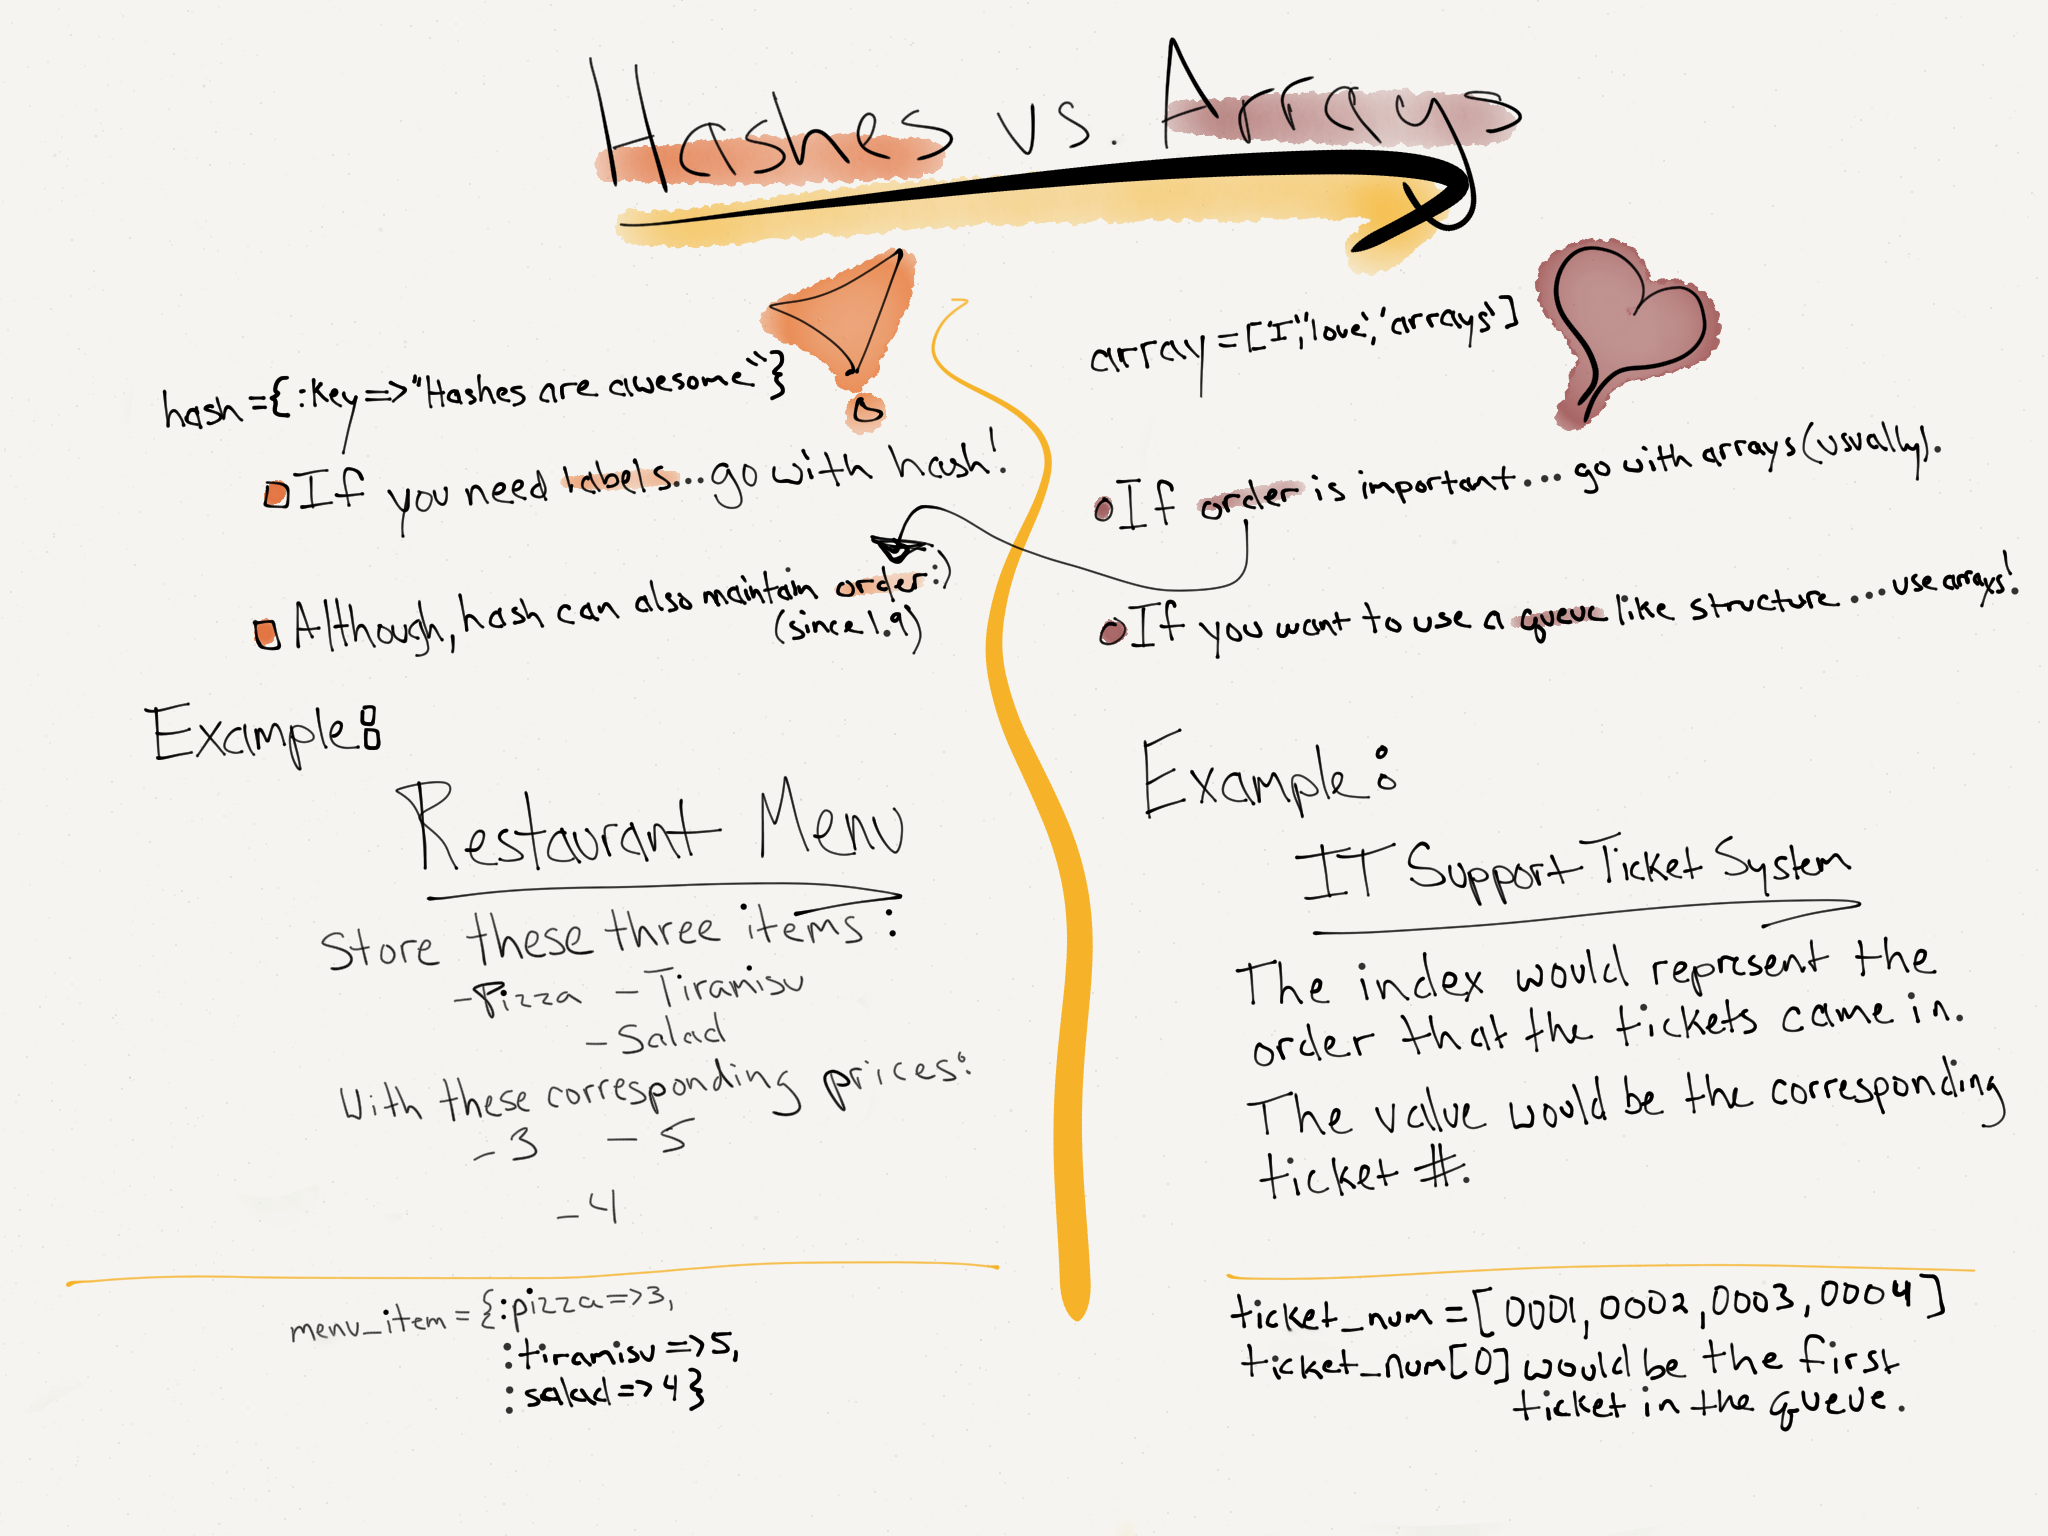 Hashes vs. Arrays
hash={:key=>"Hashes are awesome"}
If you need labels...go with hash!
Although, hash can also maintain order:)
(since 1.9)
Example:
Restaurant Menu
Store these three items:
-Pizza -Tiramisu
-Salad
With these corresponding prices:
-3 -5
-4
menu_item={:pizza=>3,
:tiramisu=>5,
:salad=>4}
array=['I','love','arrays']
If order is important... go with arrays (usually).
If you want to use a queue like structure...use arrays!
Example:
IT Support Ticket System
The index would represent the
order that the tickets came in.
The value would be the corresponding
ticket #.
ticket_num=[0001,0002,0003,0004]
ticket_num[0] would be the first
ticket in the queue.